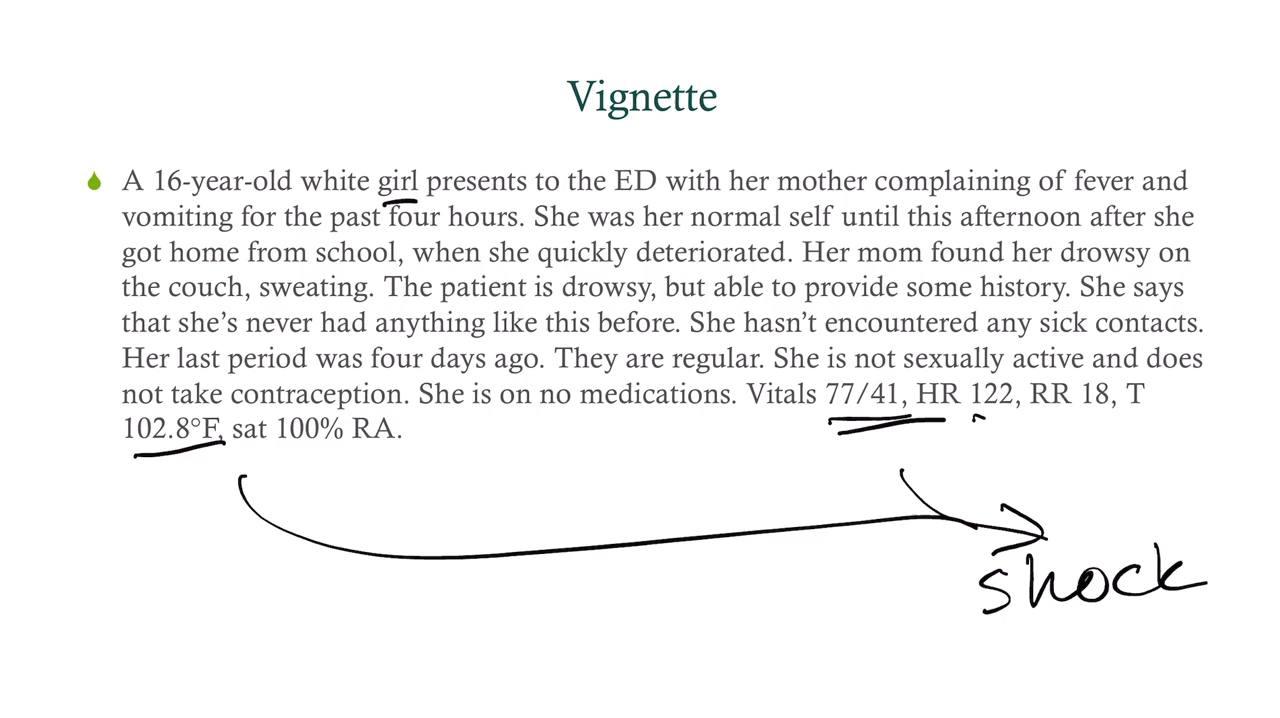 Vignette
A 16-year-old white girl presents to the ED with her mother complaining of fever and
vomiting for the past four hours. She was her normal self until this afternoon after she
got home from school, when she quickly deteriorated. Her mom found her drowsy on
the couch, sweating. The patient is drowsy, but able to provide some history. She says
that she’s never had anything like this before. She hasn’t encountered any sick contacts.
Her last period was four days ago. They are regular. She is not sexually active and does
not take contraception. She is on no medications. Vitals 77/41, HR 122, RR 18, T
102.8°F, sat 100% RA.
shock